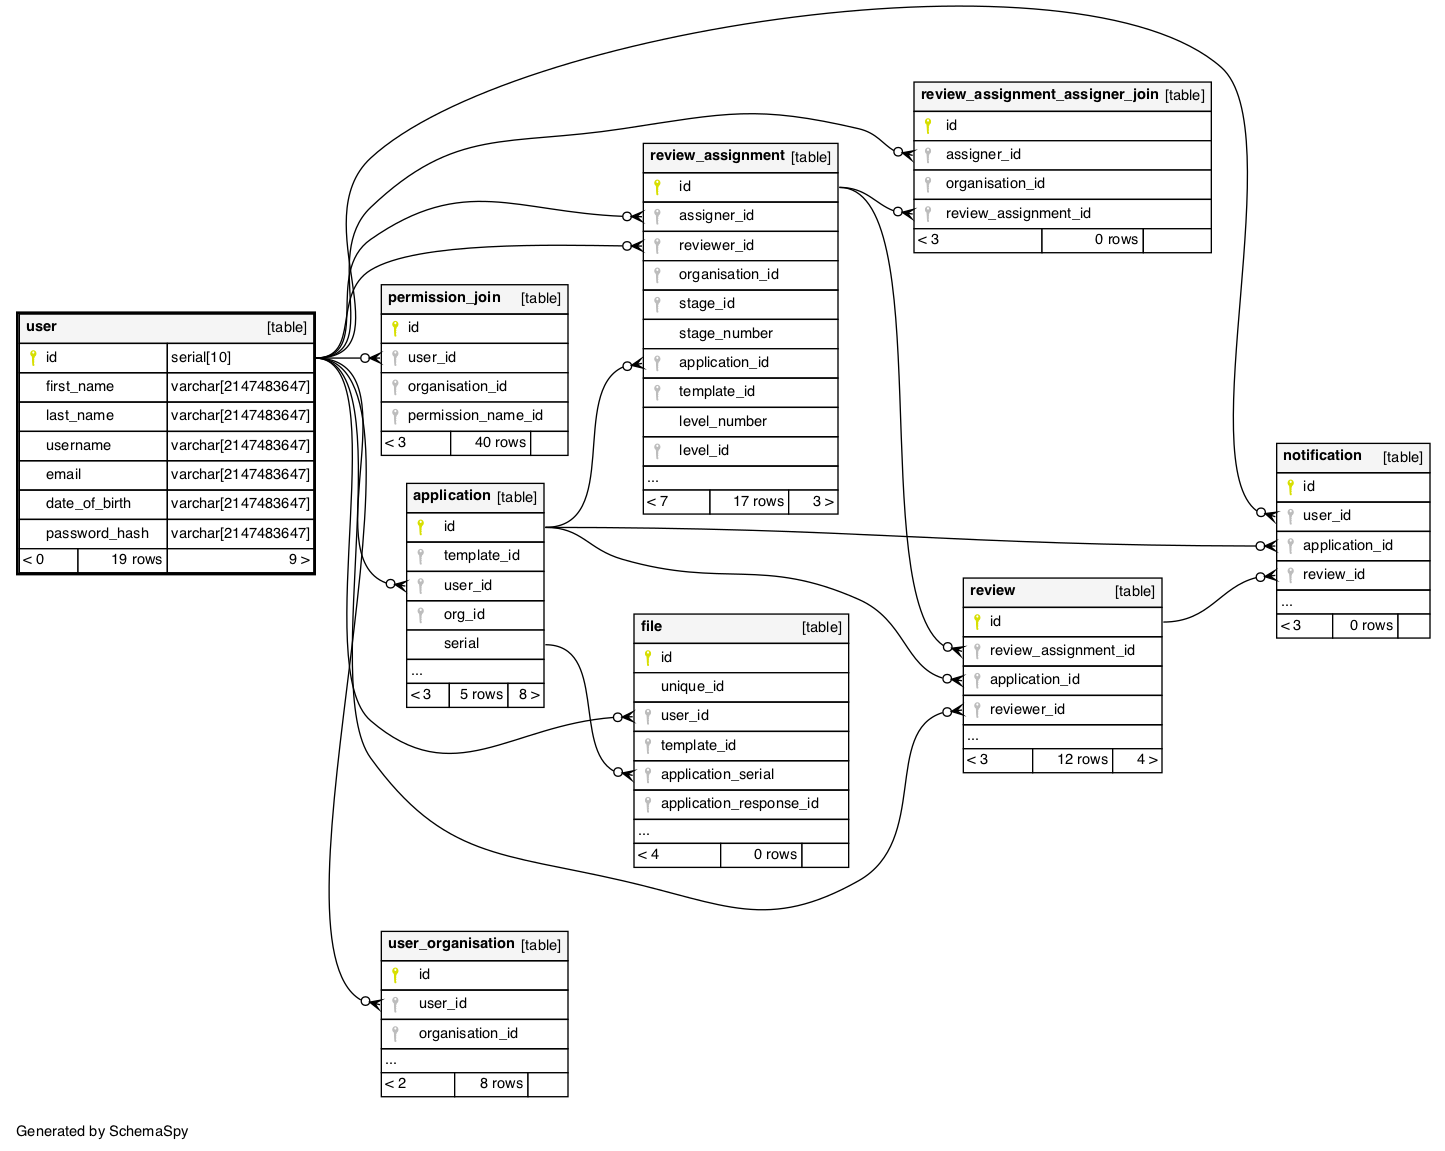 user [table]
id serial[10]
first_name varchar[2147483647]
last_name varchar[2147483647]
username varchar[2147483647]
email varchar[2147483647]
date_of_birth varchar[2147483647]
password_hash varchar[2147483647]
< 0 19 rows 9 >
permission_join [table]
id
user_id
organisation_id
permission_name_id
< 3 40 rows
application [table]
id
template_id
user_id
org_id
serial
...
< 3 5 rows 8 >
user_organisation [table]
id
user_id
organisation_id
...
< 2 8 rows
review_assignment [table]
id
assigner_id
reviewer_id
organisation_id
stage_id
stage_number
application_id
template_id
level_number
level_id
...
< 7 17 rows 3 >
file [table]
id
unique_id
user_id
template_id
application_serial
application_response_id
...
< 4 0 rows
review_assignment_assigner_join [table]
id
assigner_id
organisation_id
review_assignment_id
< 3 0 rows
review [table]
id
review_assignment_id
application_id
reviewer_id
...
< 3 12 rows 4 >
notification [table]
id
user_id
application_id
review_id
...
< 3 0 rows
Generated by SchemaSpy